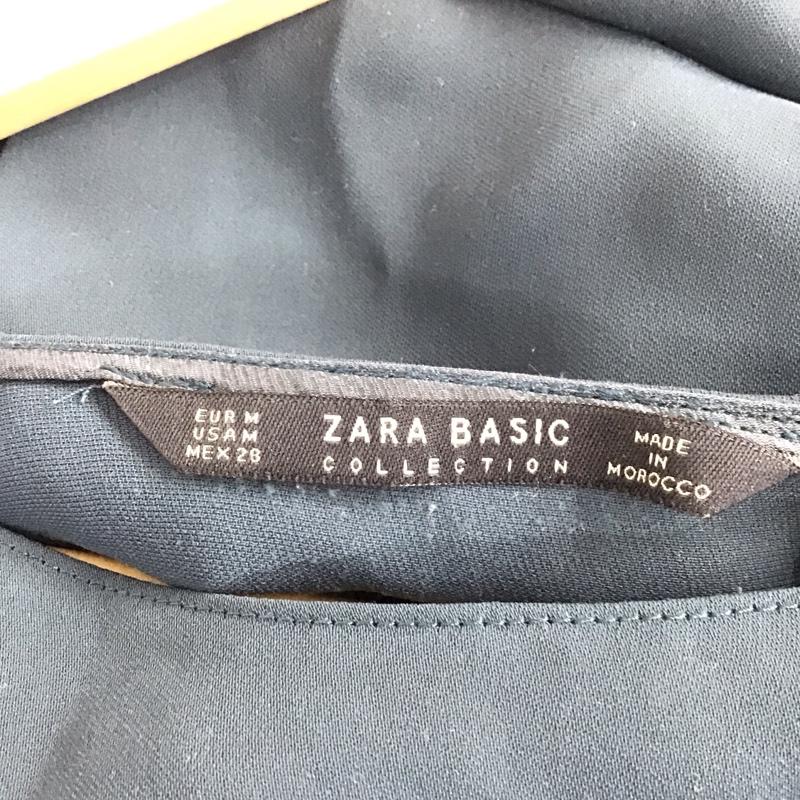 EUR M
USA M
MEX 28
ZARA BASIC
COLLECTION
MADE
IN
MOROCCO